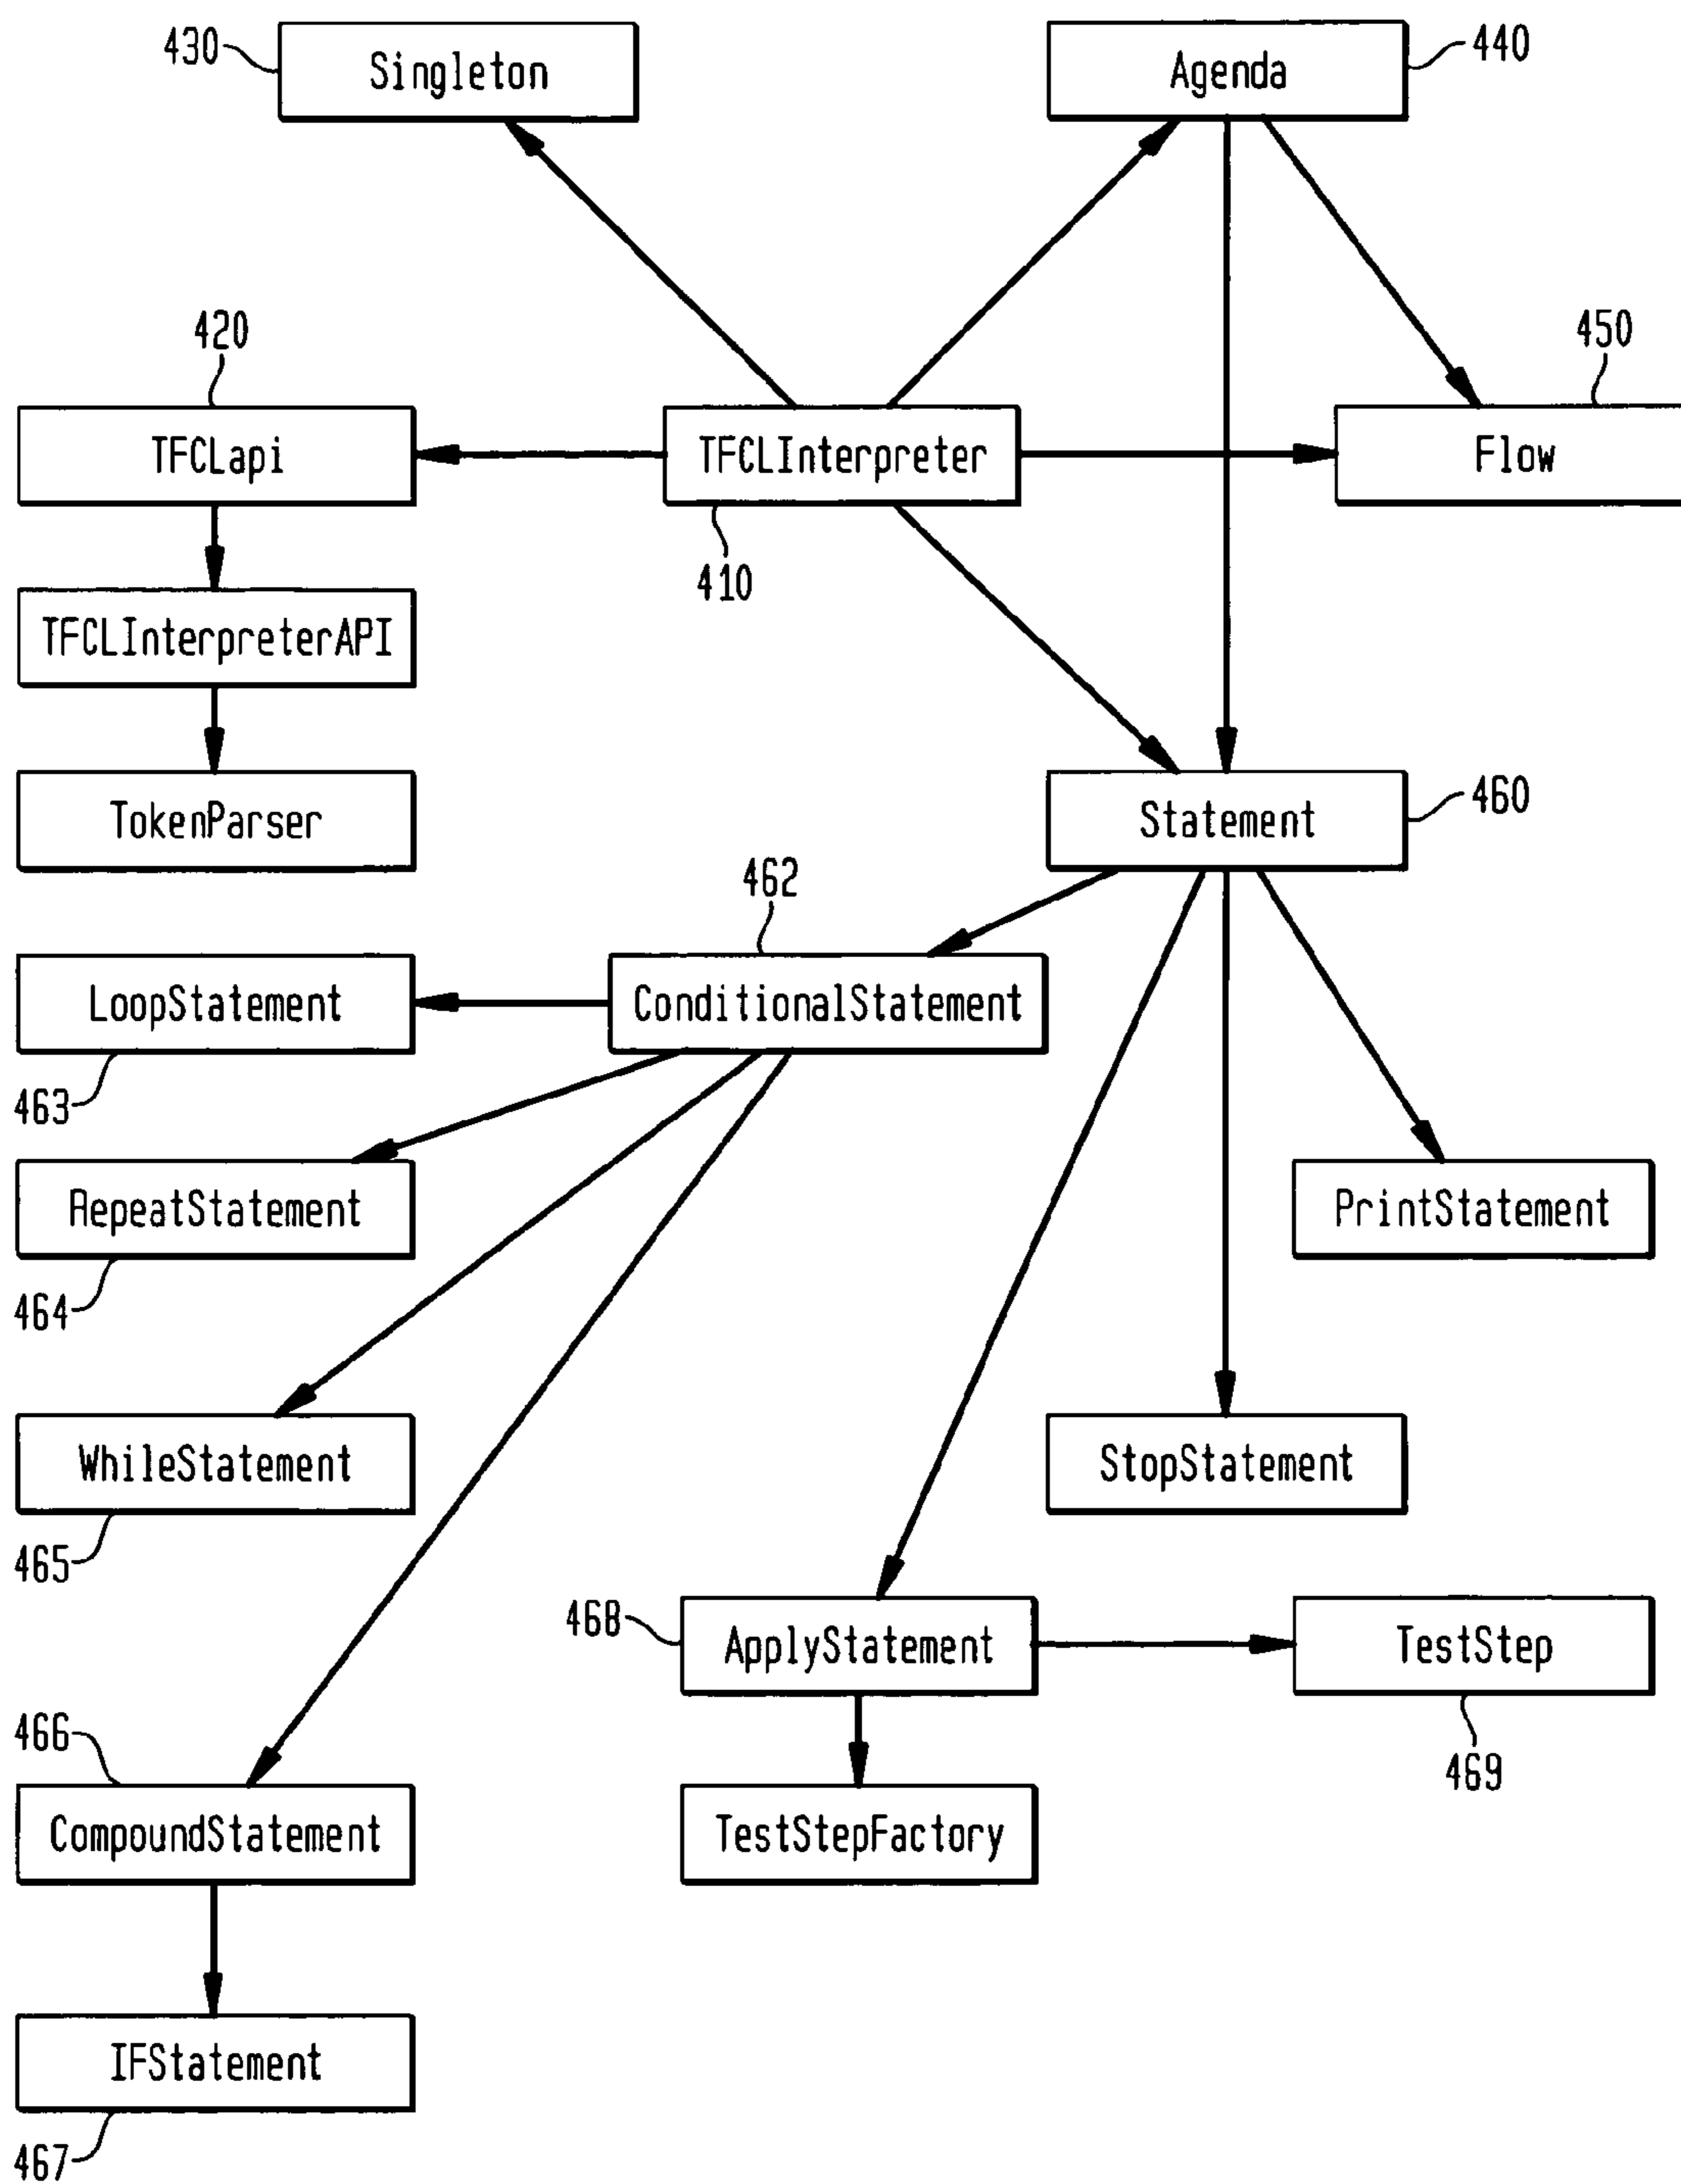 430
Singleton
Agenda
440
420
450
TFCLapi
TFCLInterpreter
Flow
410
TFCLInterpreterAPI
TokenParser
Statement
460
462
LoopStatement
ConditionalStatement
463
RepeatStatement
PrintStatement
464
WhileStatement
StopStatement
465
468
ApplyStatement
TestStep
466
469
CompoundStatement
TestStepFactory
IFStatement
467